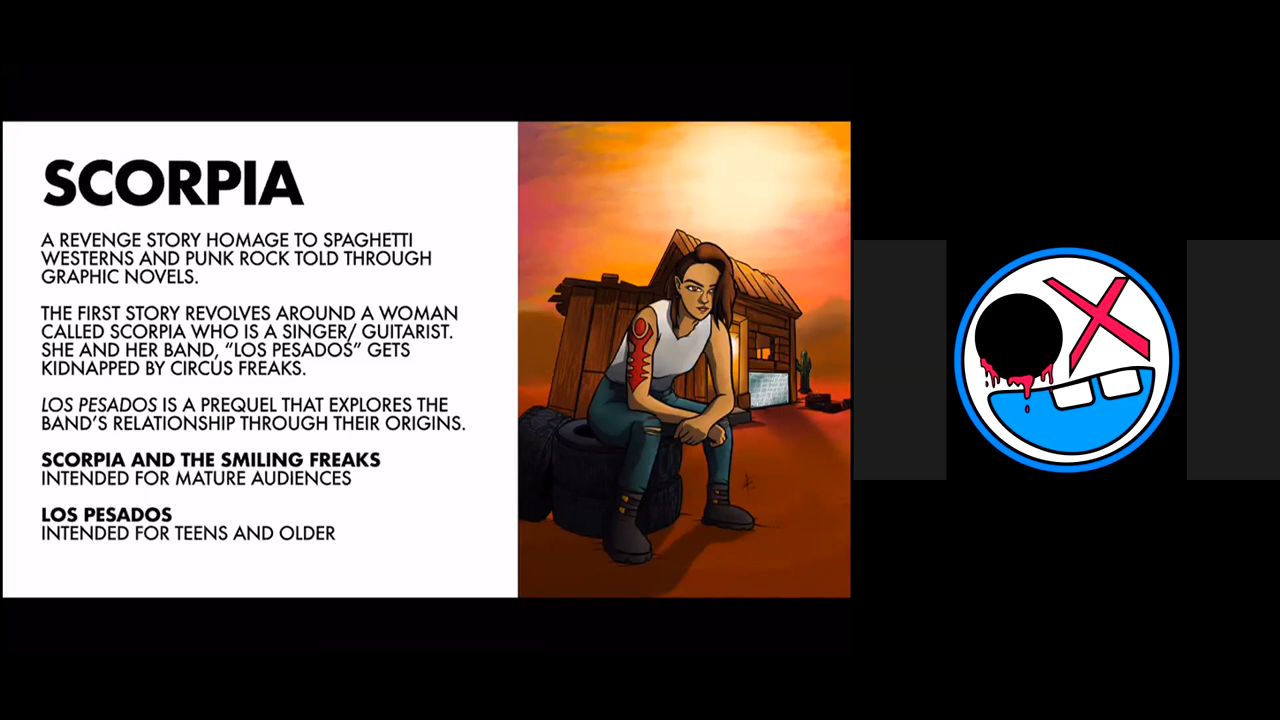 SCORPIA
A REVENGE STORY HOMAGE TO SPAGHETTI
WESTERNS AND PUNK ROCK TOLD THROUGH
GRAPHIC NOVELS.
THE FIRST STORY REVOLVES AROUND A WOMAN
CALLED SCORPIA WHO IS A SINGER/ GUITARIST.
SHE AND HER BAND, “LOS PESADOS” GETS
KIDNAPPED BY CIRCUS FREAKS.
LOS PESADOS IS A PREQUEL THAT EXPLORES THE
BAND’S RELATIONSHIP THROUGH THEIR ORIGINS.
SCORPIA AND THE SMILING FREAKS
INTENDED FOR MATURE AUDIENCES
LOS PESADOS
INTENDED FOR TEENS AND OLDER